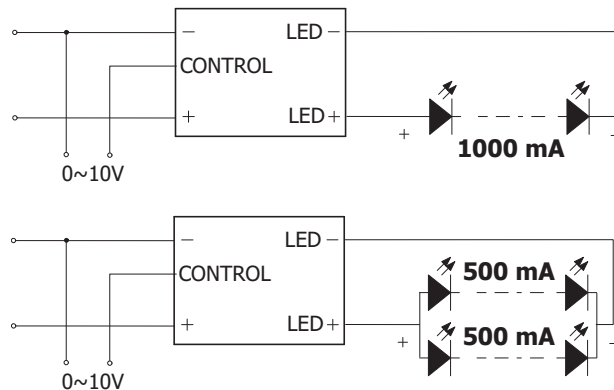 − LED −
CONTROL
+ LED +
+ −
1000 mA
0~10V
− LED −
500 mA
CONTROL
+ LED + 500 mA
+ −
0~10V